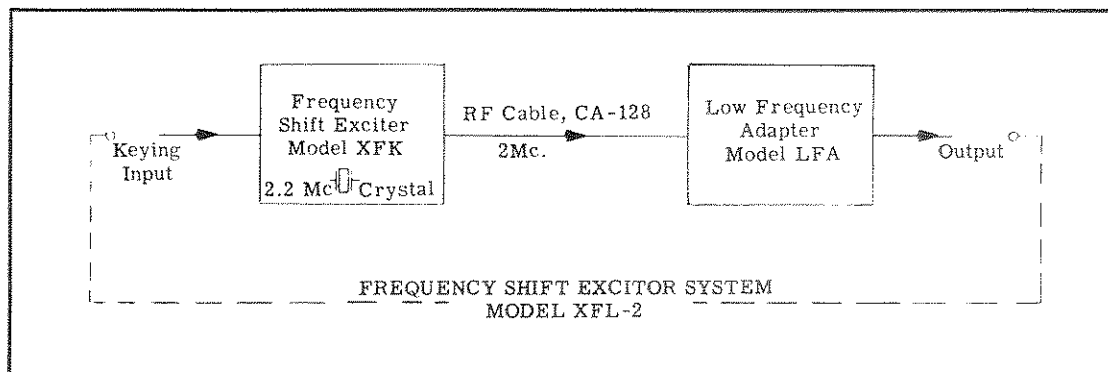 Frequency
Shift Exciter
Model XFK
2.2 Mc Crystal
Keying
Input
RF Cable, CA-128
2Mc.
Low Frequency
Adapter
Model LFA
Output
FREQUENCY SHIFT EXCITOR SYSTEM
MODEL XFL-2